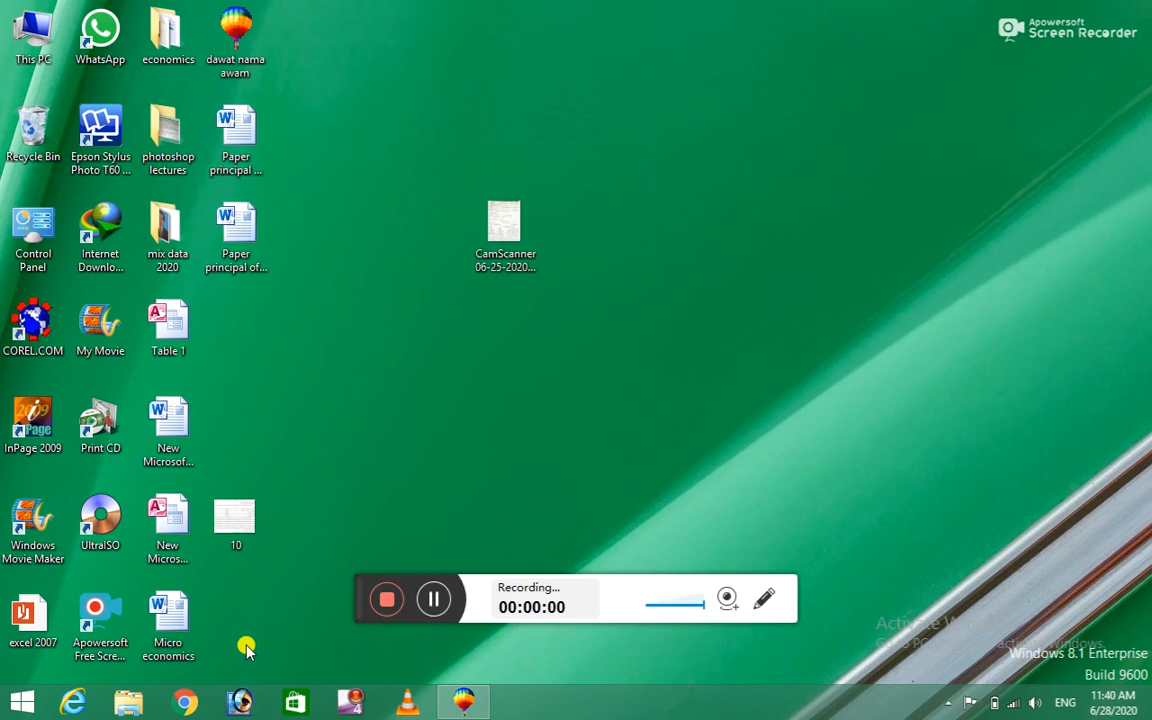 Apowersoft
Screen Recorder
This PC
WhatsApp
economics
dawat nama
awam
Recycle Bin
Epson Stylus
Photo T60 ...
photoshop
lectures
Paper
principal ...
Control
Panel
Internet
Downlo...
mix data
2020
Paper
principal of...
CamScanner
06-25-2020...
COREL.COM
My Movie
Table 1
2009
iPage
InPage 2009
Print CD
New
Microsof...
Windows
Movie Maker
UltraISO
New
Micros...
10
Recording...
00:00:00
excel 2007
Apowersoft
Free Scre...
Micro
economics
Activate W
Windows.
Windows 8.1 Enterprise
Build 9600
4
ENG
11:40 AM
6/28/2020